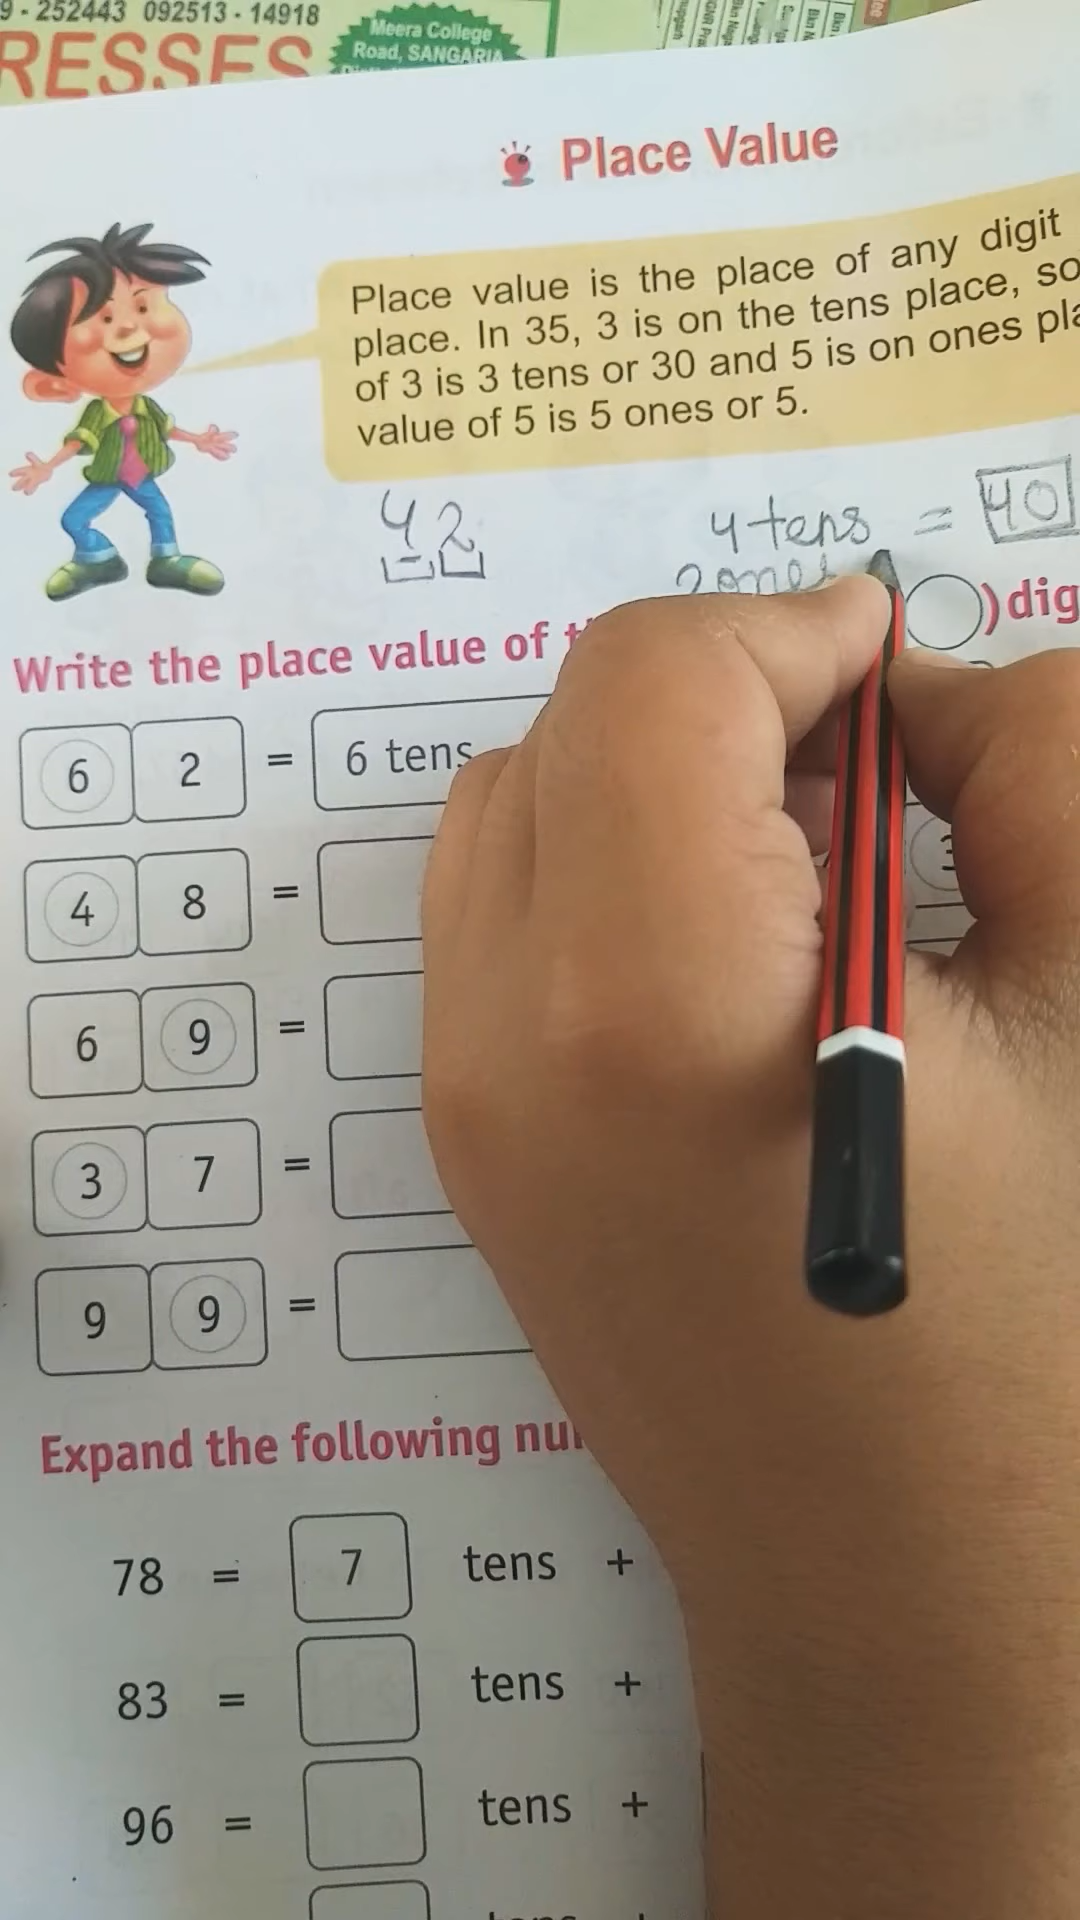 9 - 252443 092513 - 14918
RESSES
Meera College
Road, SANGARIA
Place Value
Place value is the place of any digit
place. In 35, 3 is on the tens place, so
of 3 is 3 tens or 30 and 5 is on ones
value of 5 is 5 ones or 5.
42
4 tens = 40
2 ones
Write the place value of
) dig
6 2 = 6 tens
4 8 =
3
6 9 =
3 7 =
9 9 =
Expand the following
78 = 7 tens +
83 = tens +
96 = tens +